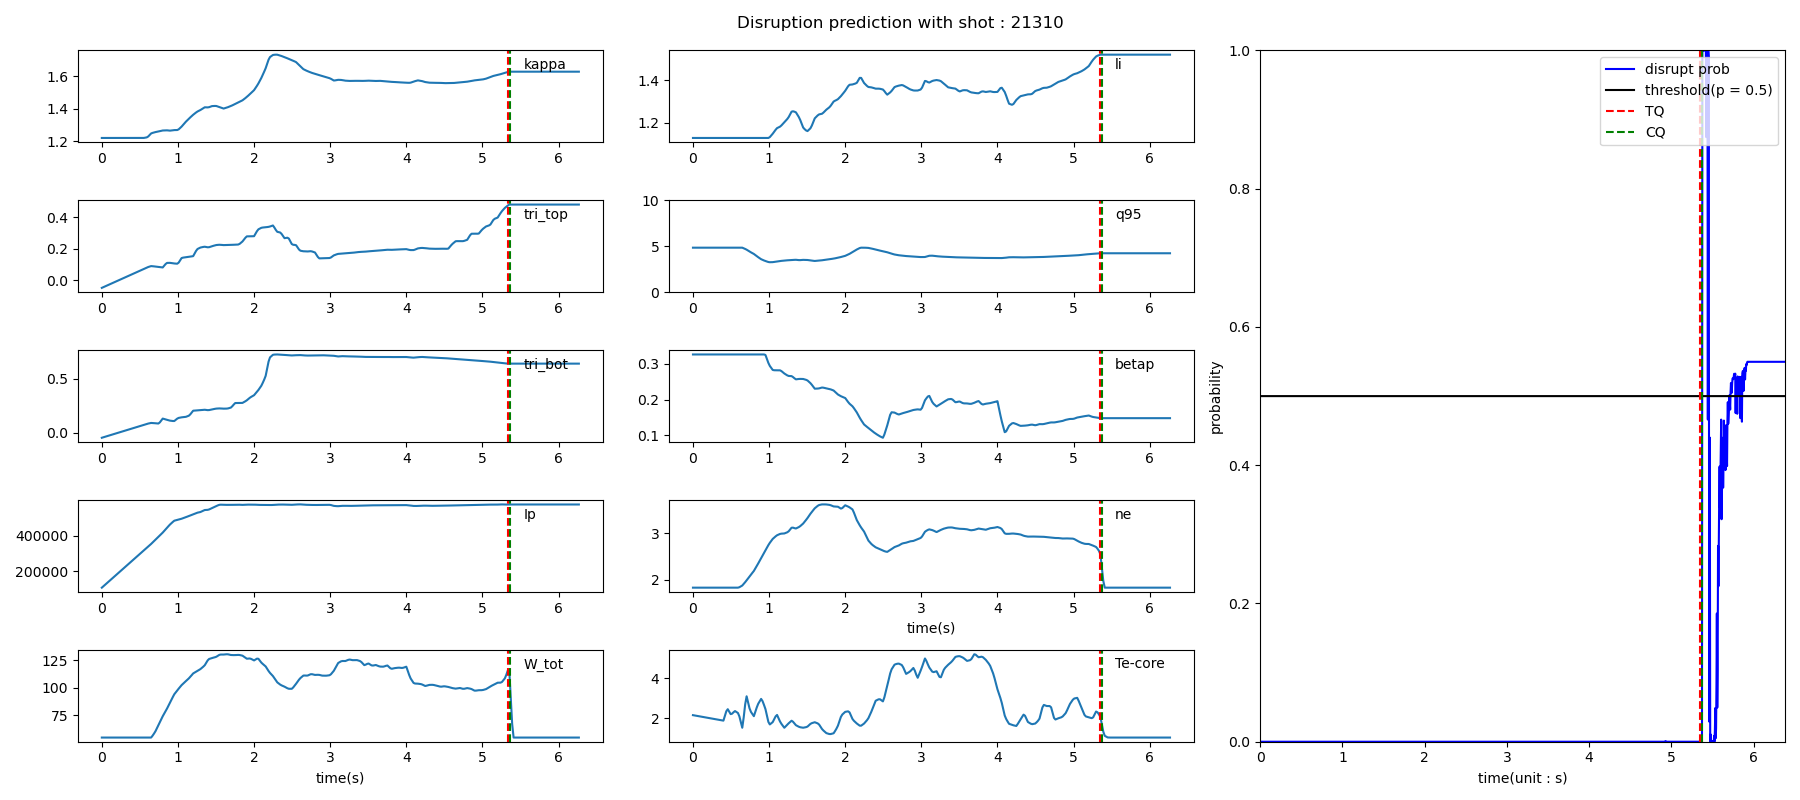 Disruption prediction with shot : 21310
kappa
1.6
1.4
1.2
0 1 2 3 4 5 6
li
1.4
1.2
0 1 2 3 4 5 6
tri_top
0.4
0.2
0.0
0 1 2 3 4 5 6
q95
10
5
0
0 1 2 3 4 5 6
tri_bot
0.5
0.0
0 1 2 3 4 5 6
betap
0.3
0.2
0.1
0 1 2 3 4 5 6
Ip
400000
200000
0 1 2 3 4 5 6
ne
3
2
0 1 2 3 4 5 6
time(s)
W_tot
125
100
75
0 1 2 3 4 5 6
time(s)
Te-core
4
2
0 1 2 3 4 5 6
time(s)
disrupt prob
threshold(p = 0.5)
TQ
CQ
probability
1.0
0.8
0.6
0.4
0.2
0.0
0 1 2 3 4 5 6
time(unit : s)